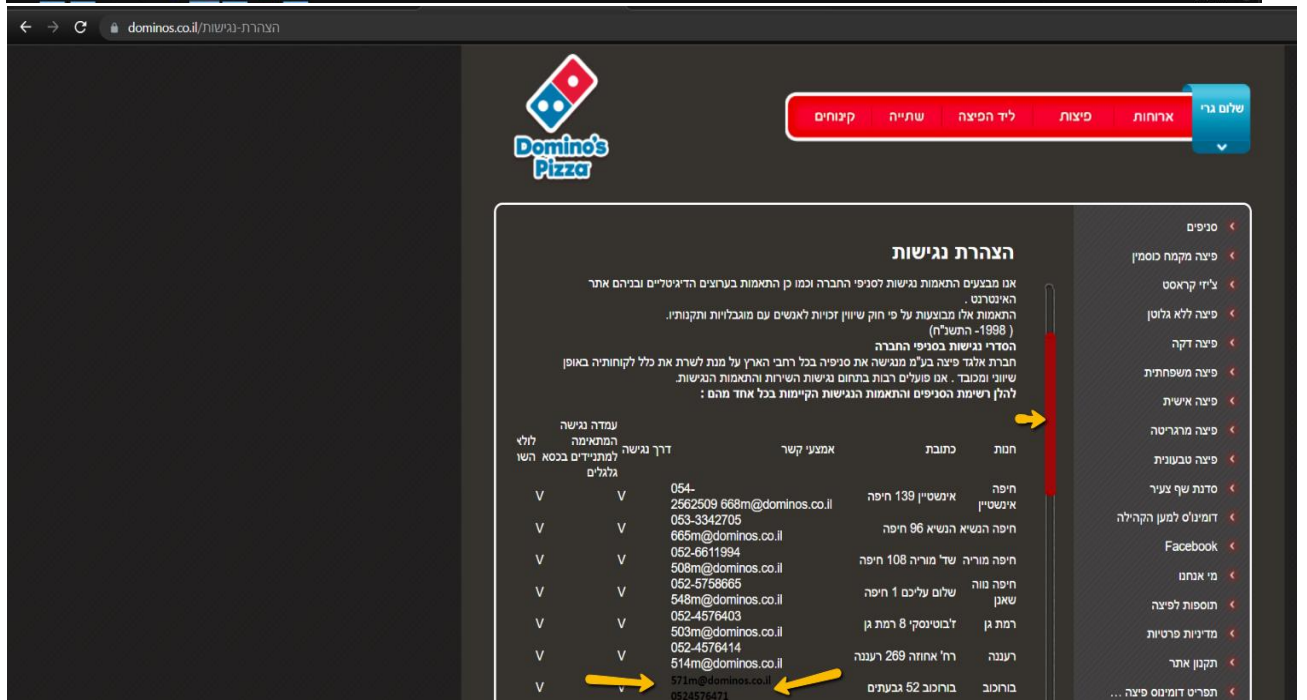 dominos.co.il/הצהרת-נגישות
Domino's
Pizza
שלום גרי
ארוחות
פיצות
ליד הפיצה
שתייה
קינוחים
סניפים
פיצה מקמח כוסמין
צ'יזי קראסט
פיצה ללא גלוטן
פיצה דקה
פיצה משפחתית
פיצה אישית
פיצה מרגריטה
פיצה טבעונית
סדנת שף צעיר
דומינו'ס למען הקהילה
Facebook
מי אנחנו
תוספות לפיצה
מדיניות פרטיות
תקנון אתר
תפריט דומינוס פיצה ...
הצהרת נגישות
אנו מבצעים התאמות נגישות לסניפי החברה וכמו כן התאמות בערוצים הדיגיטליים ובניהם אתר
האינטרנט .
התאמות אלו מבוצעות על פי חוק שיווין זכויות לאנשים עם מוגבלויות ותקנותיו.
( 1998- התשנ"ח)
הסדרי נגישות בסניפי החברה
חברת אלגד פיצה בע"מ מנגישה את סניפיה בכל רחבי הארץ על מנת לשרת את כלל לקוחותיה באופן
שיווני ומכובד . אנו פועלים רבות בתחום נגישות השירות והתאמות הנגישות.
להלן רשימת הסניפים והתאמות הנגישות הקיימות בכל אחד מהם :
חנות
כתובת
אמצעי קשר
דרך נגישה
עמדה נגישה
המתאימה
למתניידים בכסא
גלגלים
לולא
השר
חיפה
אינשטיין
אינשטיין 139 חיפה
054-
2562509 668m@dominos.co.il
V
V
חיפה הנשיא
הנשיא 96 חיפה
053-3342705
665m@dominos.co.il
V
V
חיפה מוריה
שד' מוריה 108 חיפה
052-6611994
508m@dominos.co.il
V
V
חיפה נווה
שאנן
שלום עליכם 1 חיפה
052-5758665
548m@dominos.co.il
V
V
רמת גן
ז'בוטינסקי 8 רמת גן
052-4576403
503m@dominos.co.il
V
V
רעננה
רח' אחוזה 269 רעננה
052-4576414
514m@dominos.co.il
V
V
בורוכוב
בורוכוב 52 גבעתים
571m@dominos.co.il
0524576471
V
V